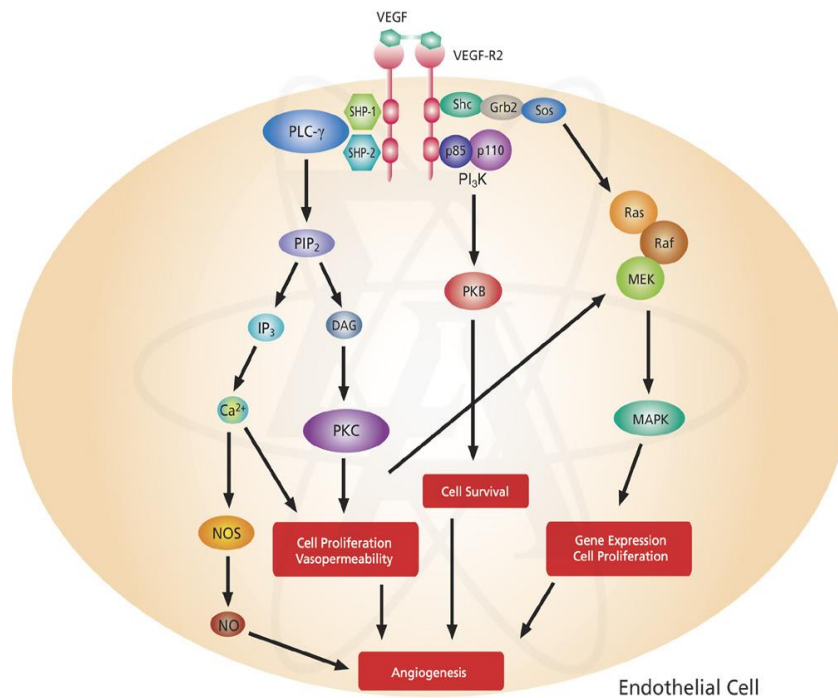 VEGF
VEGF-R2
SHP-1
Shc
Grb2
Sos
PLC-γ
SHP-2
p85
p110
PI₃K
Ras
Raf
PIP₂
MEK
PKB
IP₃
DAG
Ca²⁺
PKC
MAPK
Cell Survival
NOS
Cell Proliferation
Vasopermeability
Gene Expression
Cell Proliferation
NO
Angiogenesis
Endothelial Cell